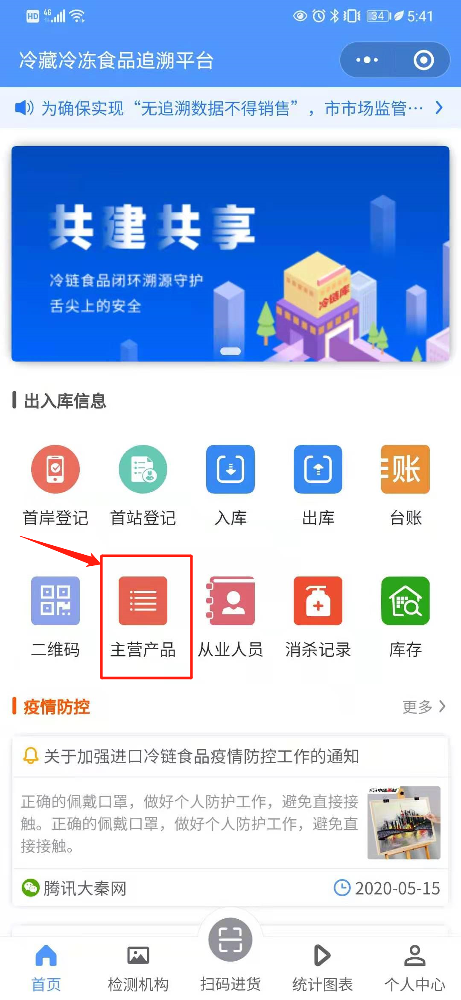 HD 4G 34 5:41
冷藏冷冻食品追溯平台
为确保实现“无追溯数据不得销售”，市市场监管…
共建共享
冷链食品闭环溯源守护
舌尖上的安全
冷链库
出入库信息
账
首岸登记 首站登记 入库 出库 台账
二维码 主营产品 从业人员 消杀记录 库存
疫情防控 更多
关于加强进口冷链食品疫情防控工作的通知
正确的佩戴口罩，做好个人防护工作，避免直接接
触。正确的佩戴口罩，做好个人防护工作，避免直
接接触。
中盛画材
腾讯大秦网 2020-05-15
首页 检测机构 扫码进货 统计图表 个人中心